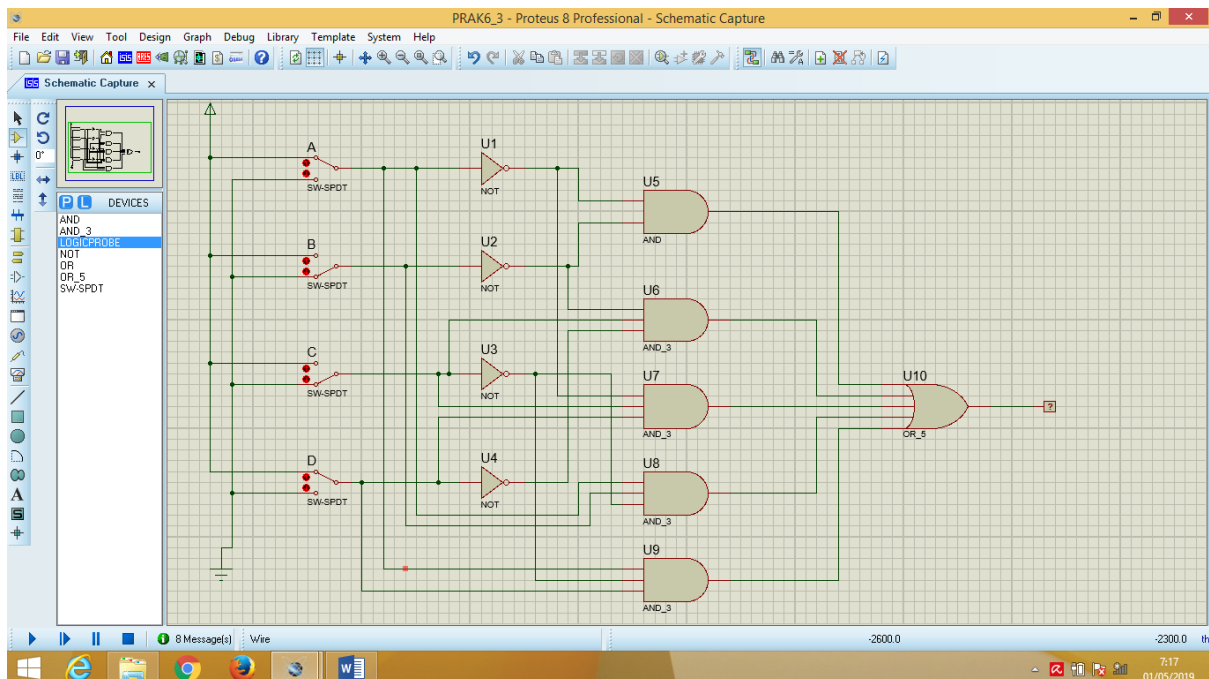 PRAK6_3 - Proteus 8 Professional - Schematic Capture
File Edit View Tool Design Graph Debug Library Template System Help
Schematic Capture x
0°
P L DEVICES
AND
AND_3
LOGICPROBE
NOT
OR
OR_5
SW-SPDT
A
SW-SPDT
U1
NOT
U5
AND
B
SW-SPDT
U2
NOT
U6
AND_3
C
SW-SPDT
U3
NOT
U7
AND_3
U10
OR_5
?
D
SW-SPDT
U4
NOT
U8
AND_3
U9
AND_3
8 Message(s) Wire -2600.0 -2300.0 th
7:17
01/05/2019